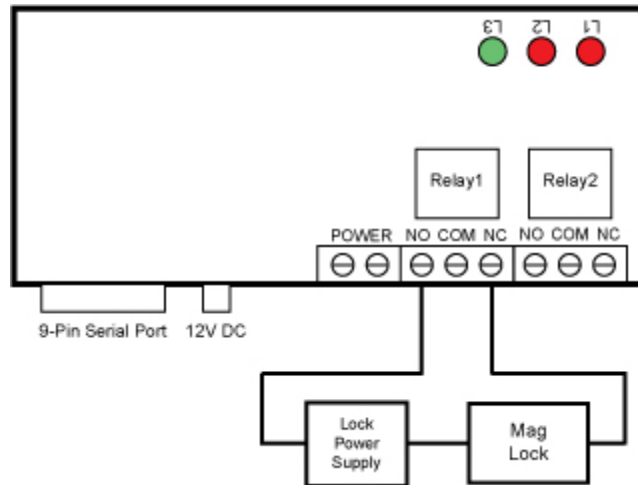 L3 L2 L1
Relay1 Relay2
POWER NO COM NC NO COM NC
9-Pin Serial Port 12V DC
Lock
Power
Supply
Mag
Lock